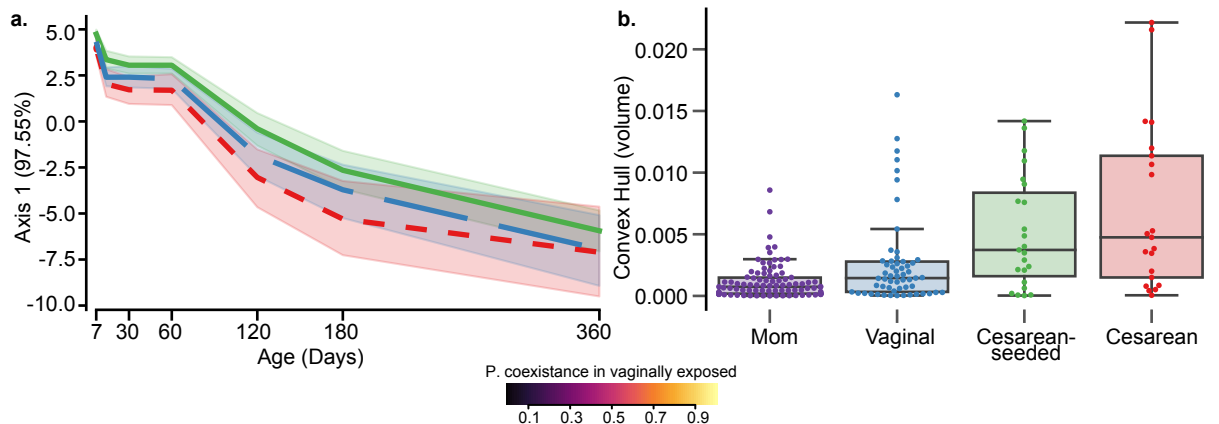 a.
Axis 1 (97.55%)
5.0
2.5
0.0
-2.5
-5.0
-7.5
-10.0
7 30 60 120 180 360
Age (Days)
b.
Convex Hull (volume)
0.020
0.015
0.010
0.005
0.000
Mom Vaginal Cesarean-seeded Cesarean
P. coexistance in vaginally exposed
0.1 0.3 0.5 0.7 0.9